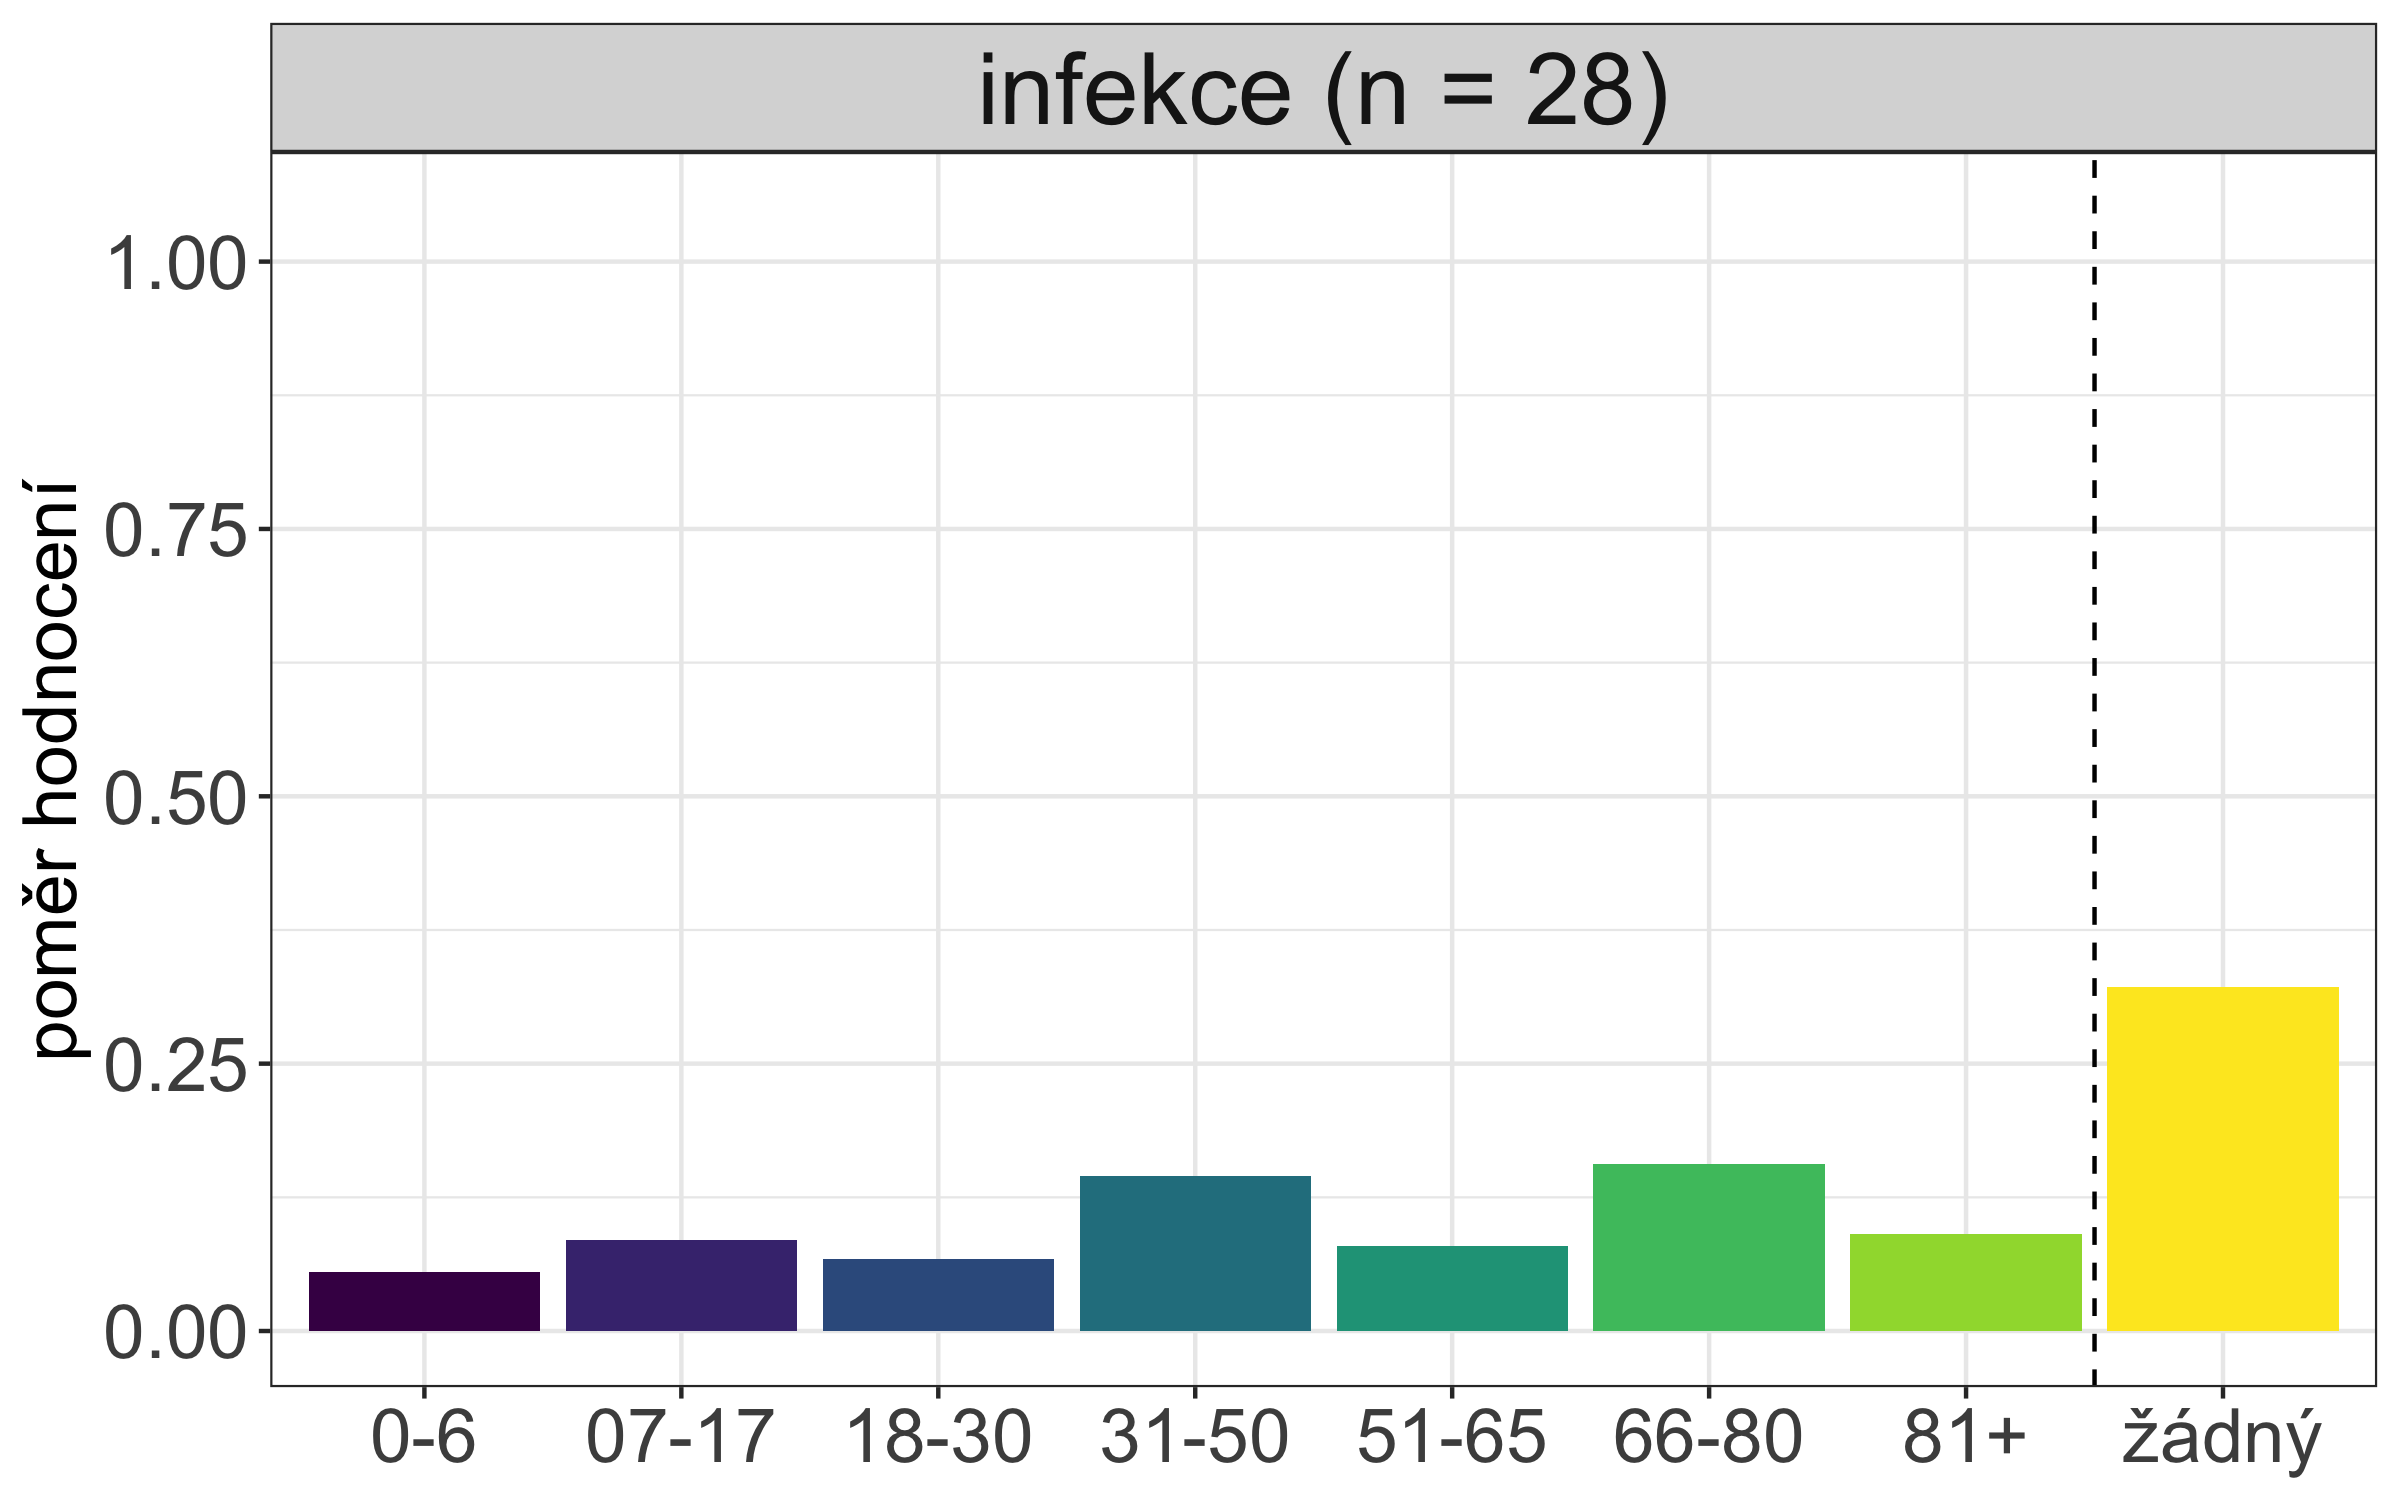 infekce (n = 28)
poměr hodnocení
1.00
0.75
0.50
0.25
0.00
0-6 07-17 18-30 31-50 51-65 66-80 81+ žádný